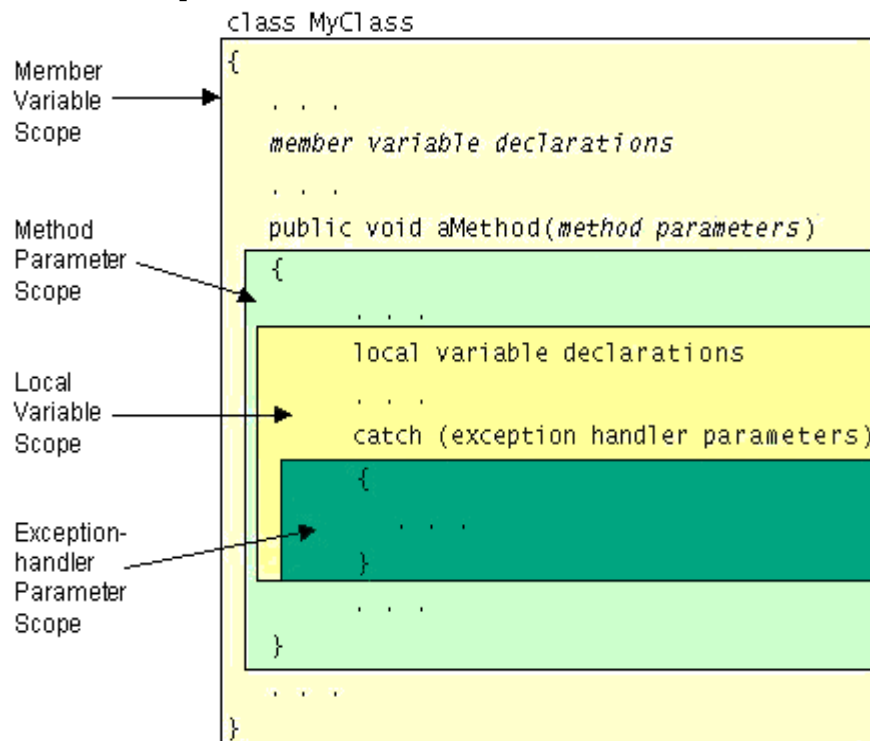 class MyClass
{
Member
Variable
Scope
. . .
member variable declarations
. . .
public void aMethod(method parameters)
Method
Parameter
Scope
{
. . .
local variable declarations
Local
Variable
Scope
. . .
catch (exception handler parameters)
{
. . .
Exception-
handler
Parameter
Scope
}
. . .
}
. . .
}